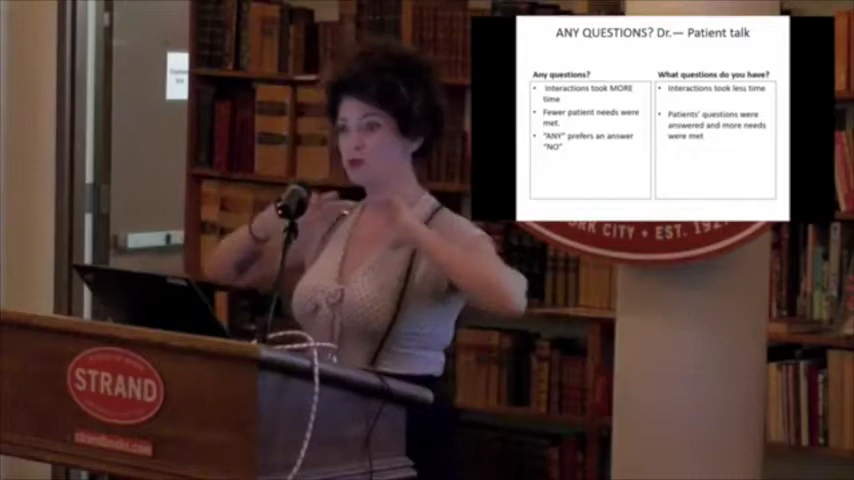 ANY QUESTIONS? Dr.— Patient talk
Any questions?
• Interactions took MORE
time
• Fewer patient needs were
met.
• "ANY" prefers an answer
"NO"
What questions do you have?
• Interactions took less time
• Patients' questions were
answered and more needs
were met
RK CITY • EST. 192
STRAND
strandbooks.com